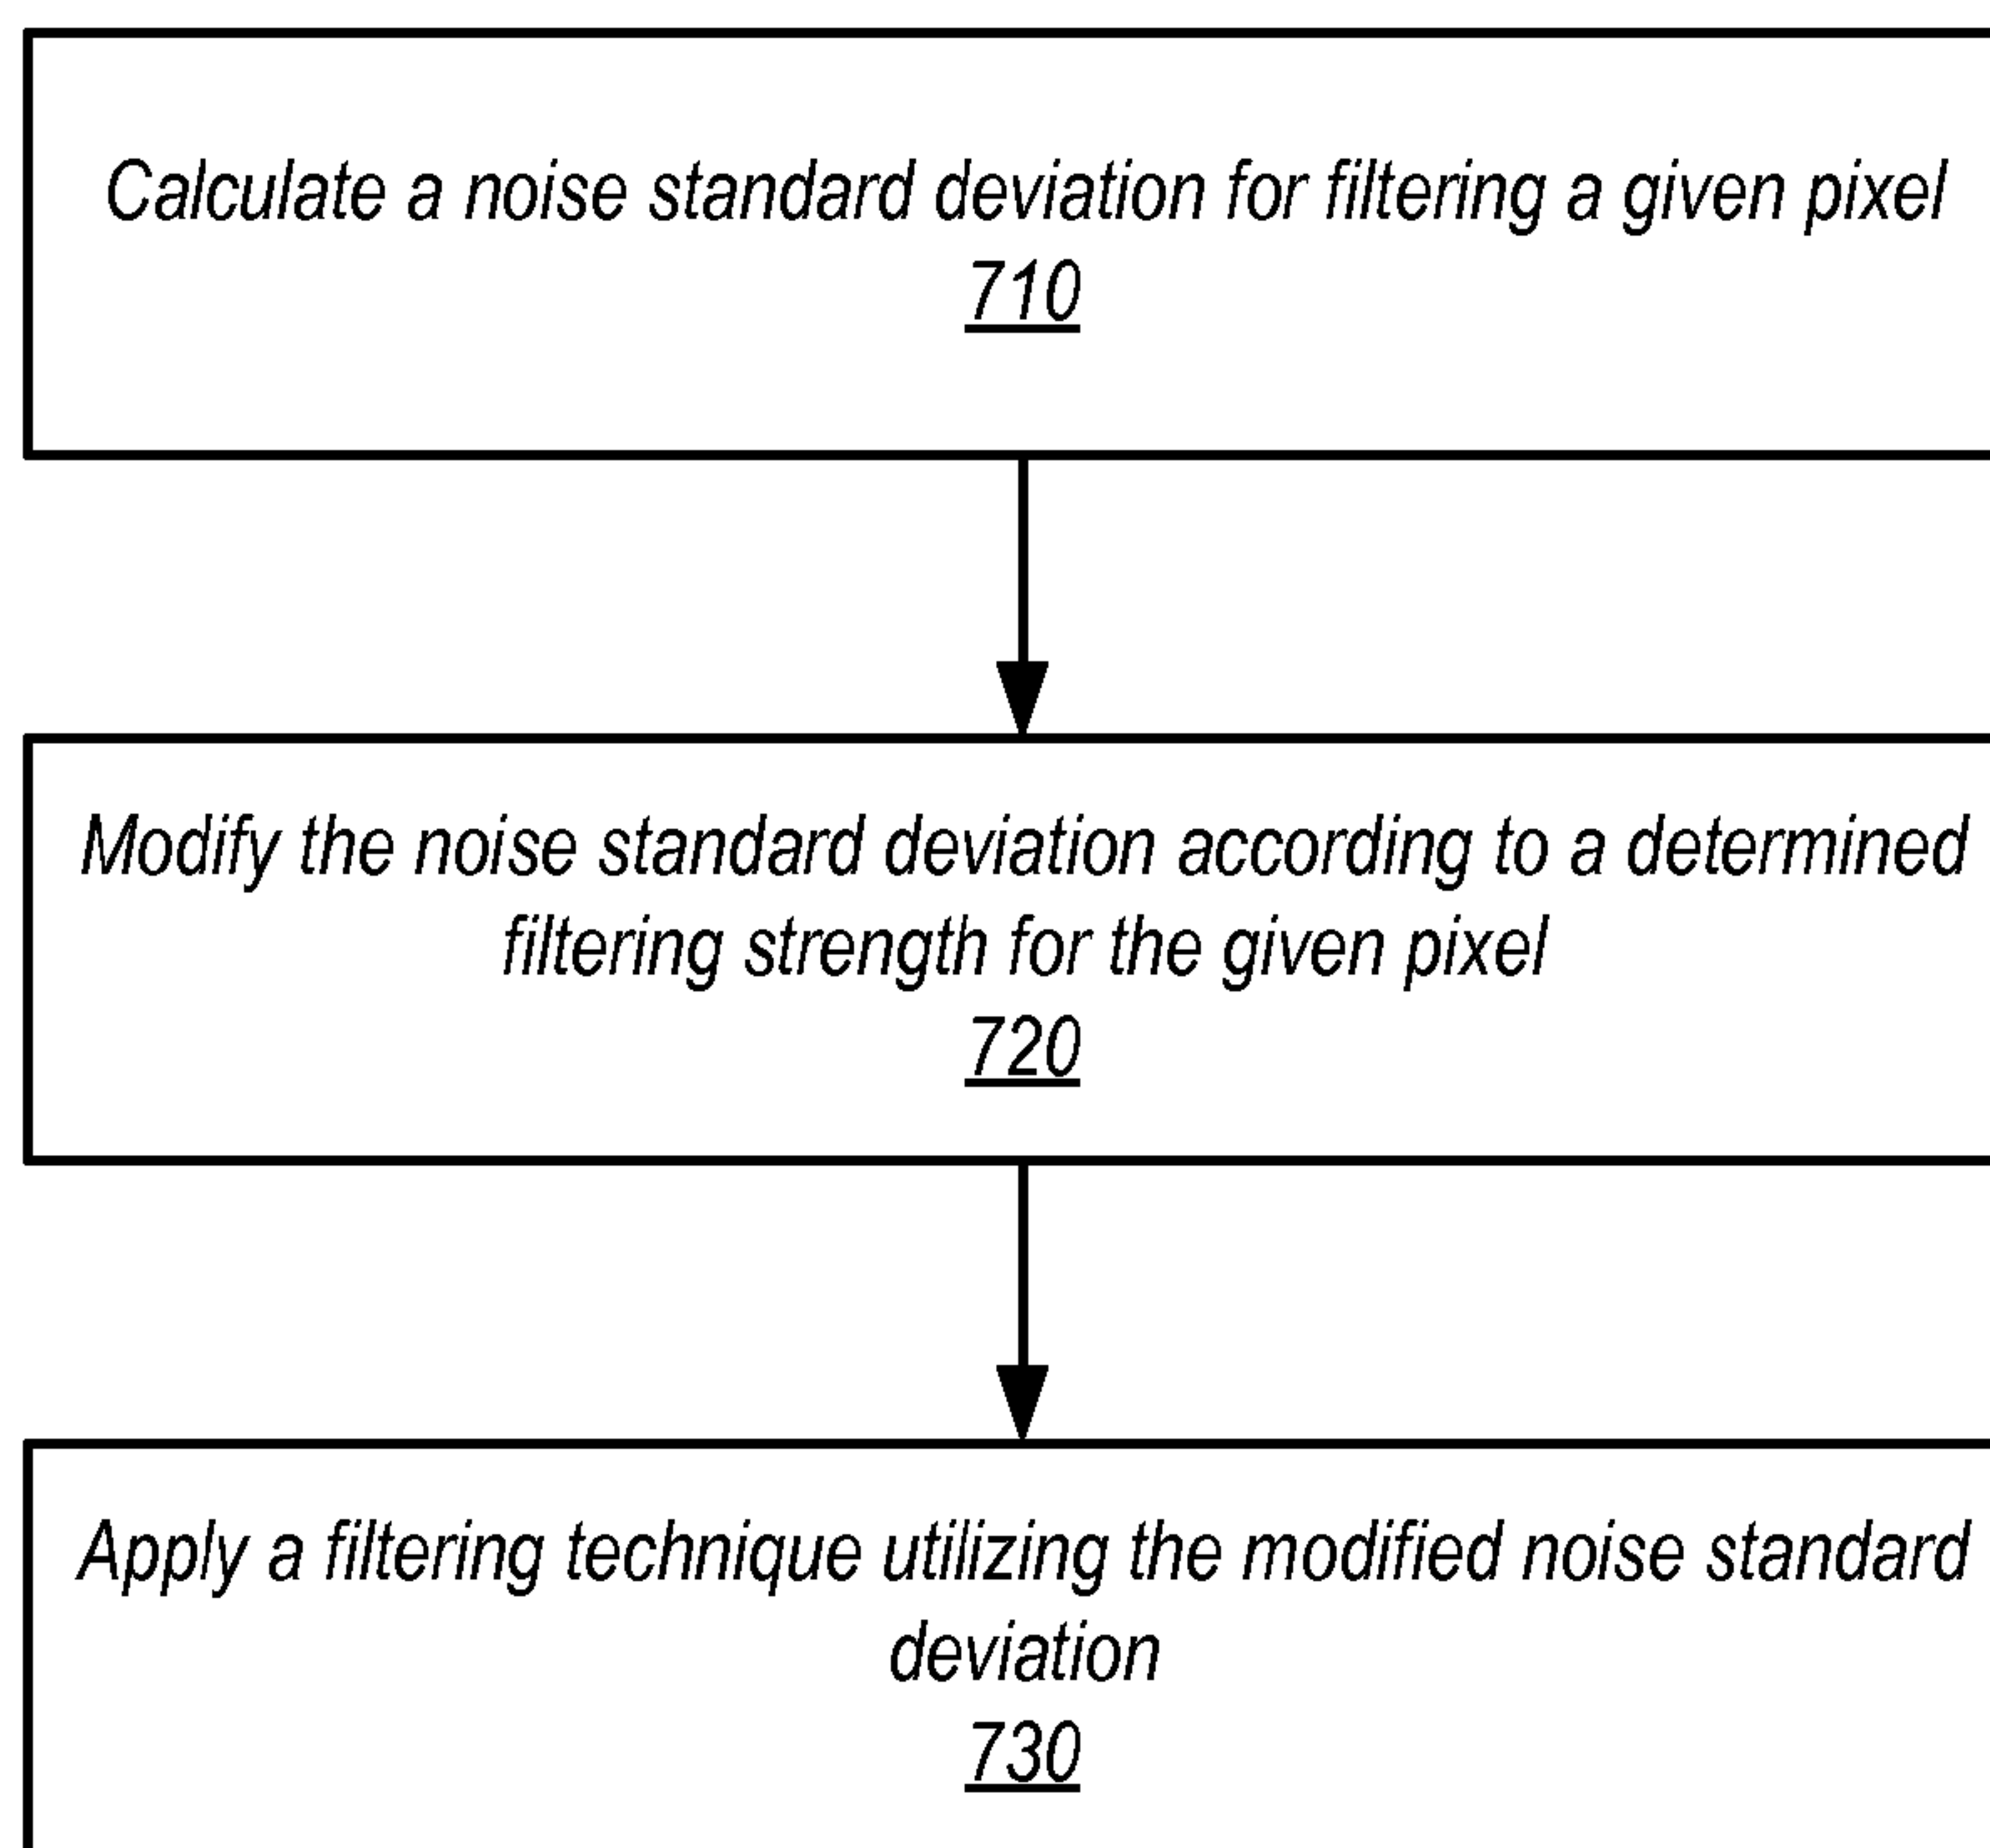 Calculate a noise standard deviation for filtering a given pixel
710
Modify the noise standard deviation according to a determined
filtering strength for the given pixel
720
Apply a filtering technique utilizing the modified noise standard
deviation
730